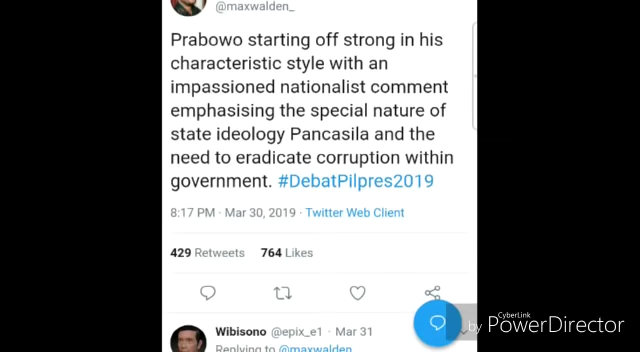 @maxwalden_
Prabowo starting off strong in his
characteristic style with an
impassioned nationalist comment
emphasising the special nature of
state ideology Pancasila and the
need to eradicate corruption within
government. #DebatPilpres2019
8:17 PM · Mar 30, 2019 · Twitter Web Client
429 Retweets 764 Likes
Wibisono @epix_e1 · Mar 31
Replying to @maxwalden_
by CyberLink PowerDirector